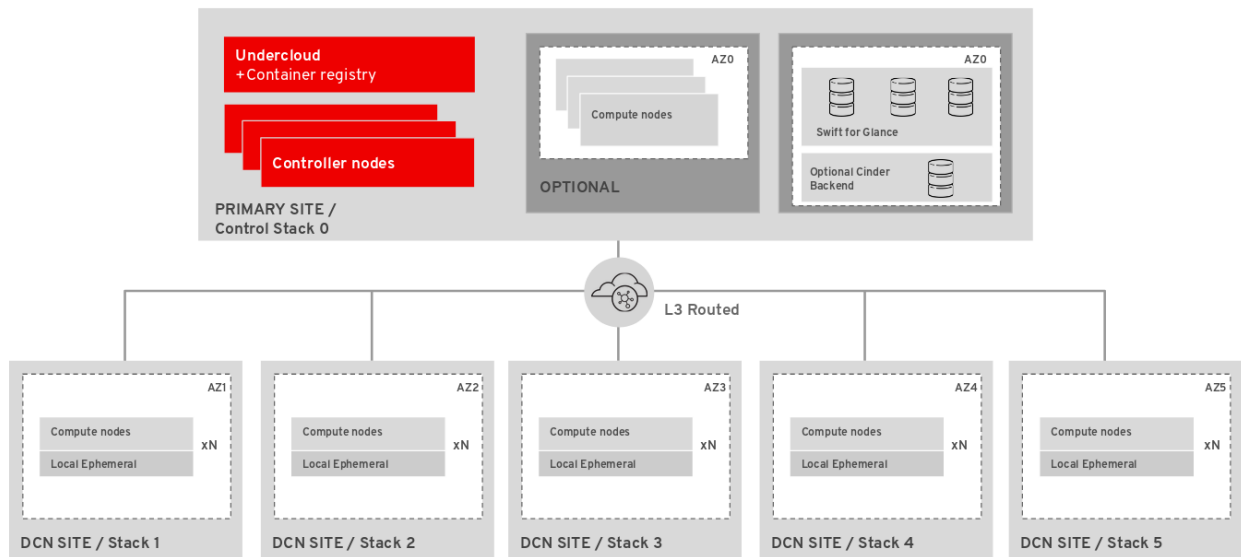 Undercloud
+Container registry
Controller nodes
PRIMARY SITE /
Control Stack 0
AZ0
Compute nodes
OPTIONAL
AZ0
Swift for Glance
Optional Cinder
Backend
L3 Routed
AZ1
Compute nodes
xN
Local Ephemeral
DCN SITE / Stack 1
AZ2
Compute nodes
xN
Local Ephemeral
DCN SITE / Stack 2
AZ3
Compute nodes
xN
Local Ephemeral
DCN SITE / Stack 3
AZ4
Compute nodes
xN
Local Ephemeral
DCN SITE / Stack 4
AZ5
Compute nodes
xN
Local Ephemeral
DCN SITE / Stack 5